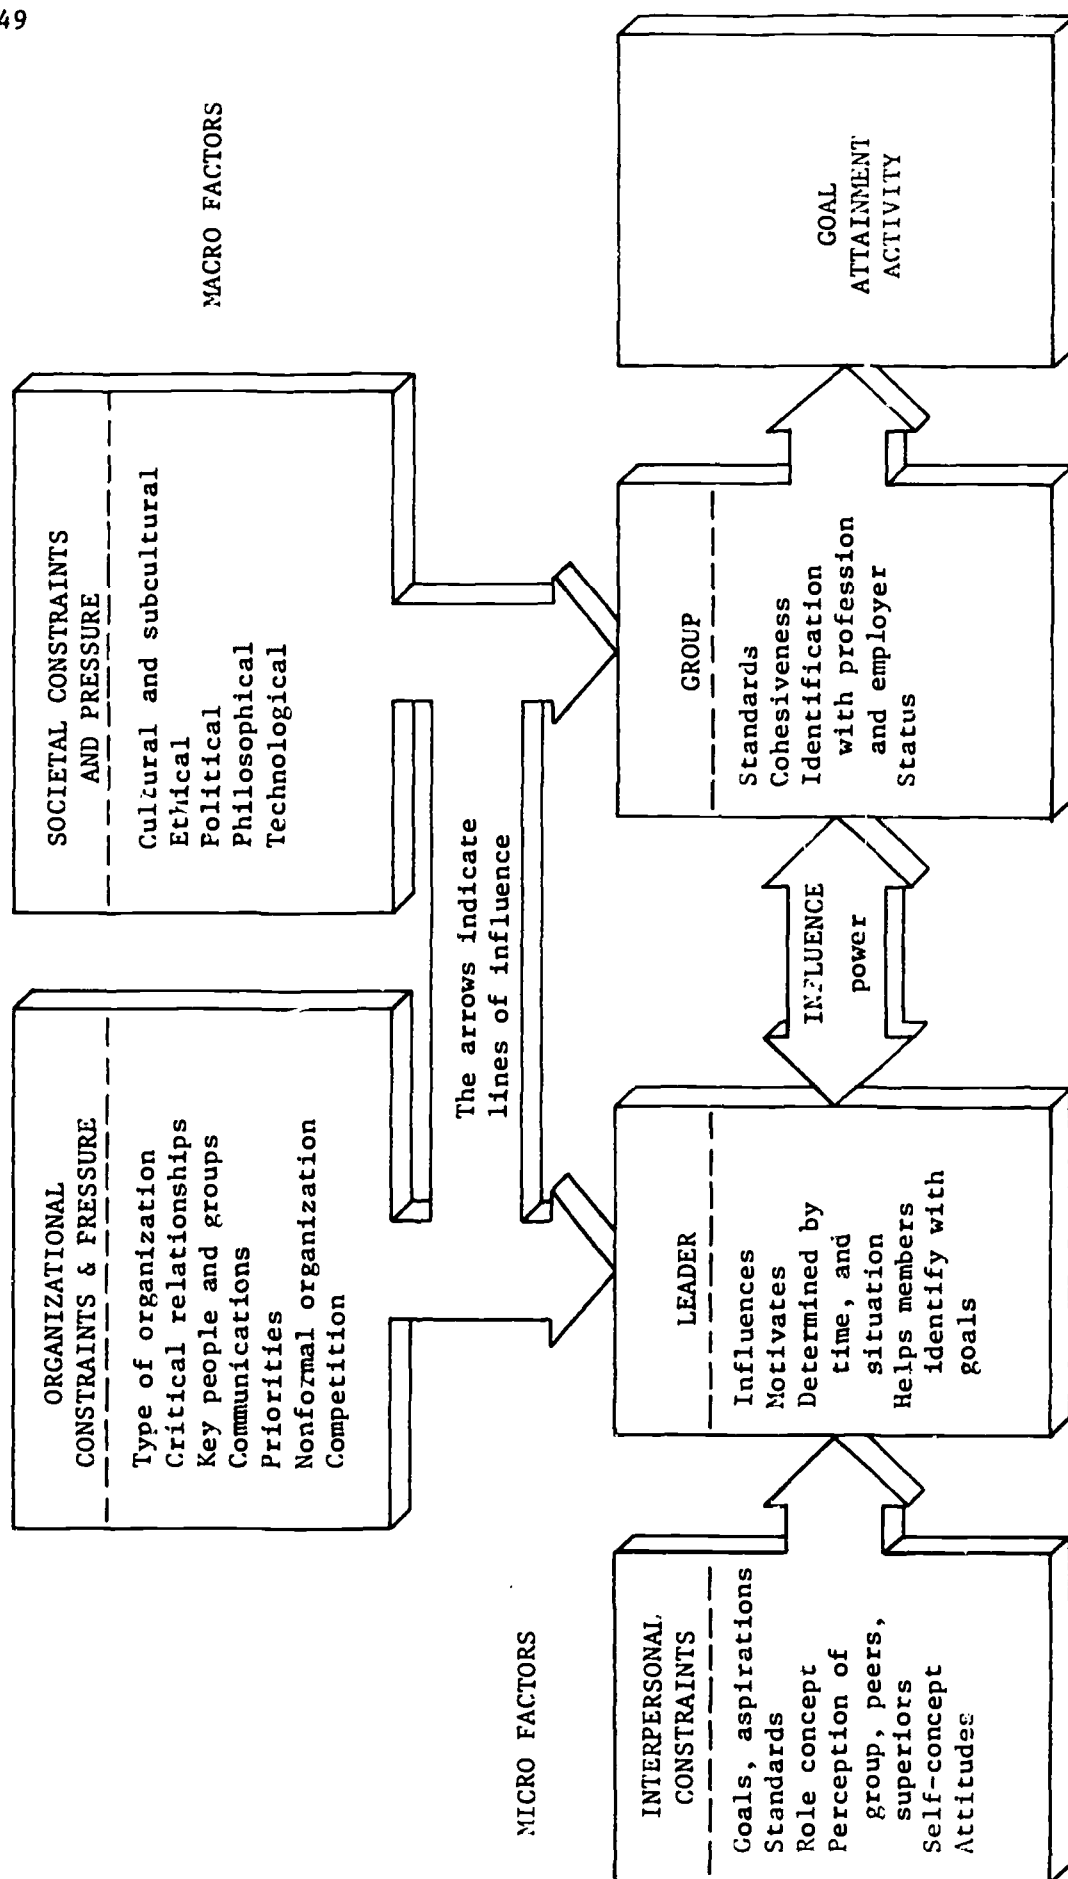 49
MACRO FACTORS
ORGANIZATIONAL
CONSTRAINTS & PRESSURE
Type of organization
Critical relationships
Key people and groups
Communications
Priorities
Nonformal organization
Competition
SOCIETAL CONSTRAINTS
AND PRESSURE
Cultural and subcultural
Ethical
Political
Philosophical
Technological
The arrows indicate
lines of influence
MICRO FACTORS
INTERPERSONAL
CONSTRAINTS
Goals, aspirations
Standards
Role concept
Perception of
group, peers,
superiors
Self-concept
Attitudes
LEADER
Influences
Motivates
Determined by
time, and
situation
Helps members
identify with
goals
INFLUENCE
power
GROUP
Standards
Cohesiveness
Identification
with profession
and employer
Status
GOAL
ATTAINMENT
ACTIVITY